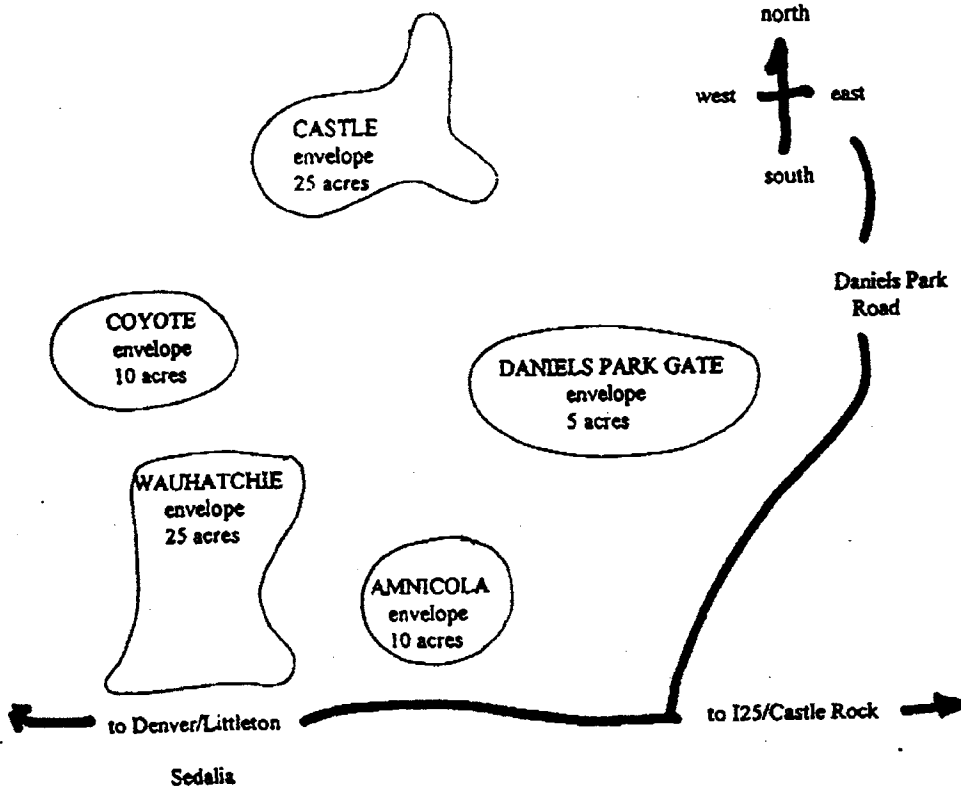 north
west
east
south
CASTLE
envelope
25 acres
Daniels Park
Road
COYOTE
envelope
10 acres
DANIELS PARK GATE
envelope
5 acres
WAUHATCHIE
envelope
25 acres
AMNICOLA
envelope
10 acres
to Denver/Littleton
to I25/Castle Rock
Sedalia